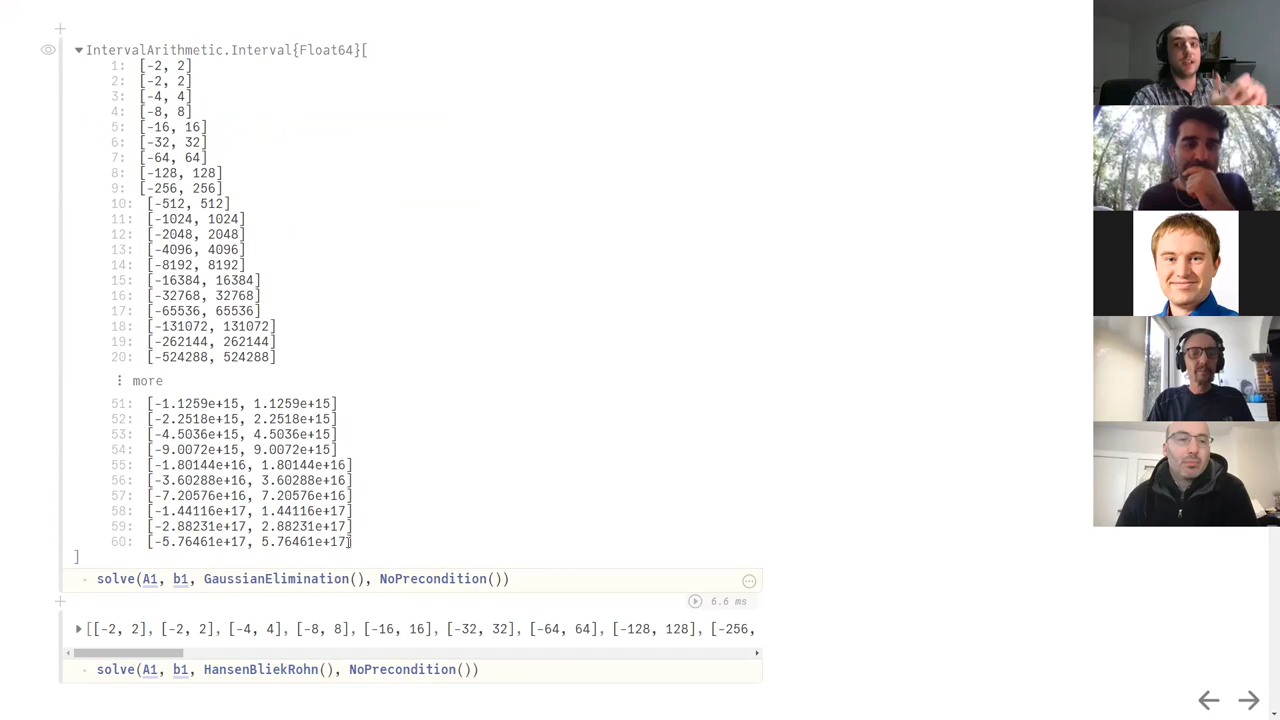 IntervalArithmetic.Interval{Float64}[
1: [-2, 2]
2: [-2, 2]
3: [-4, 4]
4: [-8, 8]
5: [-16, 16]
6: [-32, 32]
7: [-64, 64]
8: [-128, 128]
9: [-256, 256]
10: [-512, 512]
11: [-1024, 1024]
12: [-2048, 2048]
13: [-4096, 4096]
14: [-8192, 8192]
15: [-16384, 16384]
16: [-32768, 32768]
17: [-65536, 65536]
18: [-131072, 131072]
19: [-262144, 262144]
20: [-524288, 524288]
⋮ more
51: [-1.1259e+15, 1.1259e+15]
52: [-2.2518e+15, 2.2518e+15]
53: [-4.5036e+15, 4.5036e+15]
54: [-9.0072e+15, 9.0072e+15]
55: [-1.80144e+16, 1.80144e+16]
56: [-3.60288e+16, 3.60288e+16]
57: [-7.20576e+16, 7.20576e+16]
58: [-1.44116e+17, 1.44116e+17]
59: [-2.88231e+17, 2.88231e+17]
60: [-5.76461e+17, 5.76461e+17]
]
solve(A1, b1, GaussianElimination(), NoPrecondition())
6.6 ms
[[-2, 2], [-2, 2], [-4, 4], [-8, 8], [-16, 16], [-32, 32], [-64, 64], [-128, 128], [-256,
solve(A1, b1, HansenBliekRohn(), NoPrecondition())